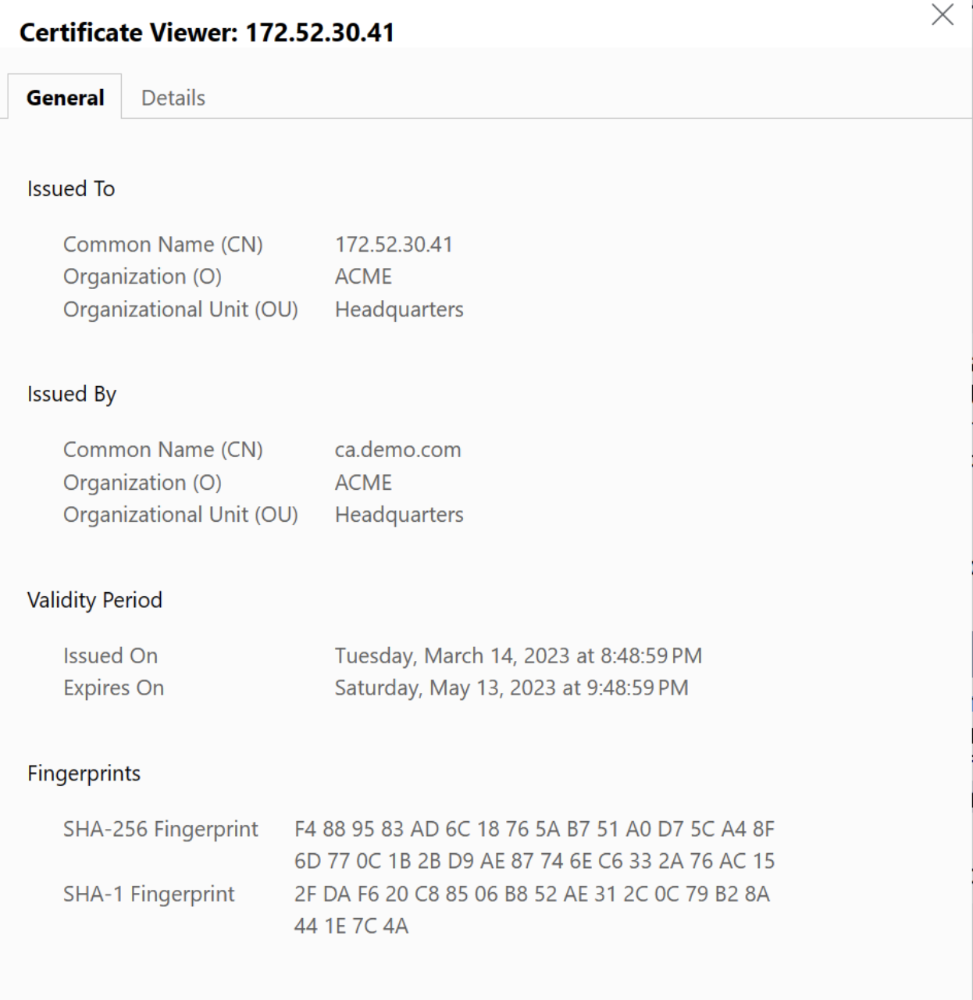 Certificate Viewer: 172.52.30.41
General Details
Issued To
Common Name (CN) 172.52.30.41
Organization (O) ACME
Organizational Unit (OU) Headquarters
Issued By
Common Name (CN) ca.demo.com
Organization (O) ACME
Organizational Unit (OU) Headquarters
Validity Period
Issued On Tuesday, March 14, 2023 at 8:48:59 PM
Expires On Saturday, May 13, 2023 at 9:48:59 PM
Fingerprints
SHA-256 Fingerprint F4 88 95 83 AD 6C 18 76 5A B7 51 A0 D7 5C A4 8F
6D 77 0C 1B 2B D9 AE 87 74 6E C6 33 2A 76 AC 15
SHA-1 Fingerprint 2F DA F6 20 C8 85 06 B8 52 AE 31 2C 0C 79 B2 8A
44 1E 7C 4A